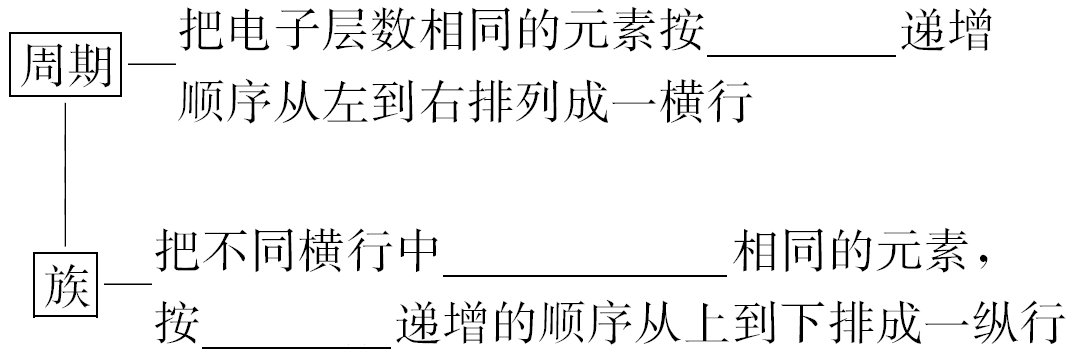 周期
把电子层数相同的元素按________递增
顺序从左到右排列成一横行
族
把不同横行中____________相同的元素，
按________递增的顺序从上到下排成一纵行